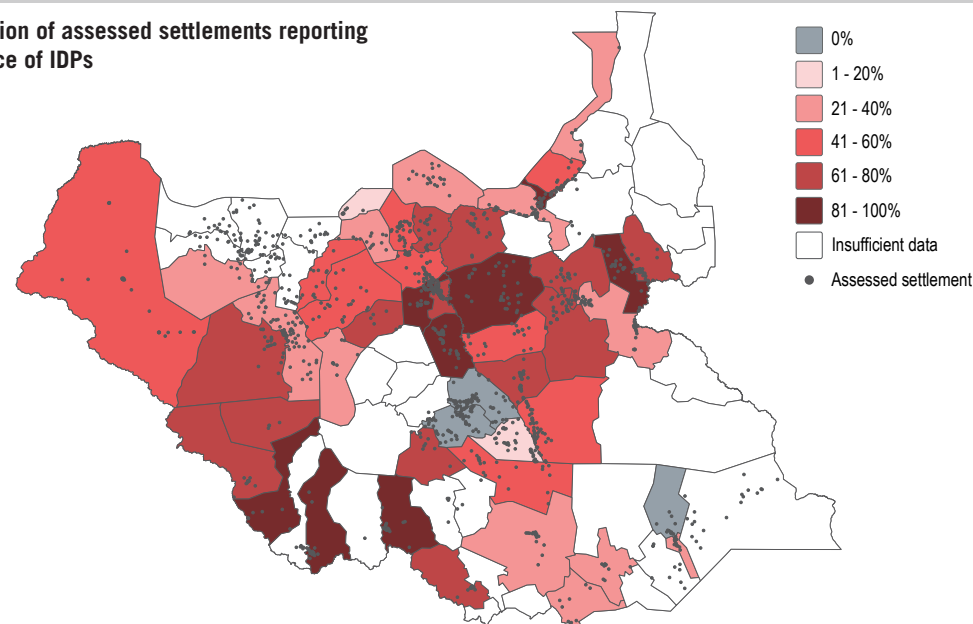 ion of assessed settlements reporting
ce of IDPs
0%
1 - 20%
21 - 40%
41 - 60%
61 - 80%
81 - 100%
Insufficient data
Assessed settlement